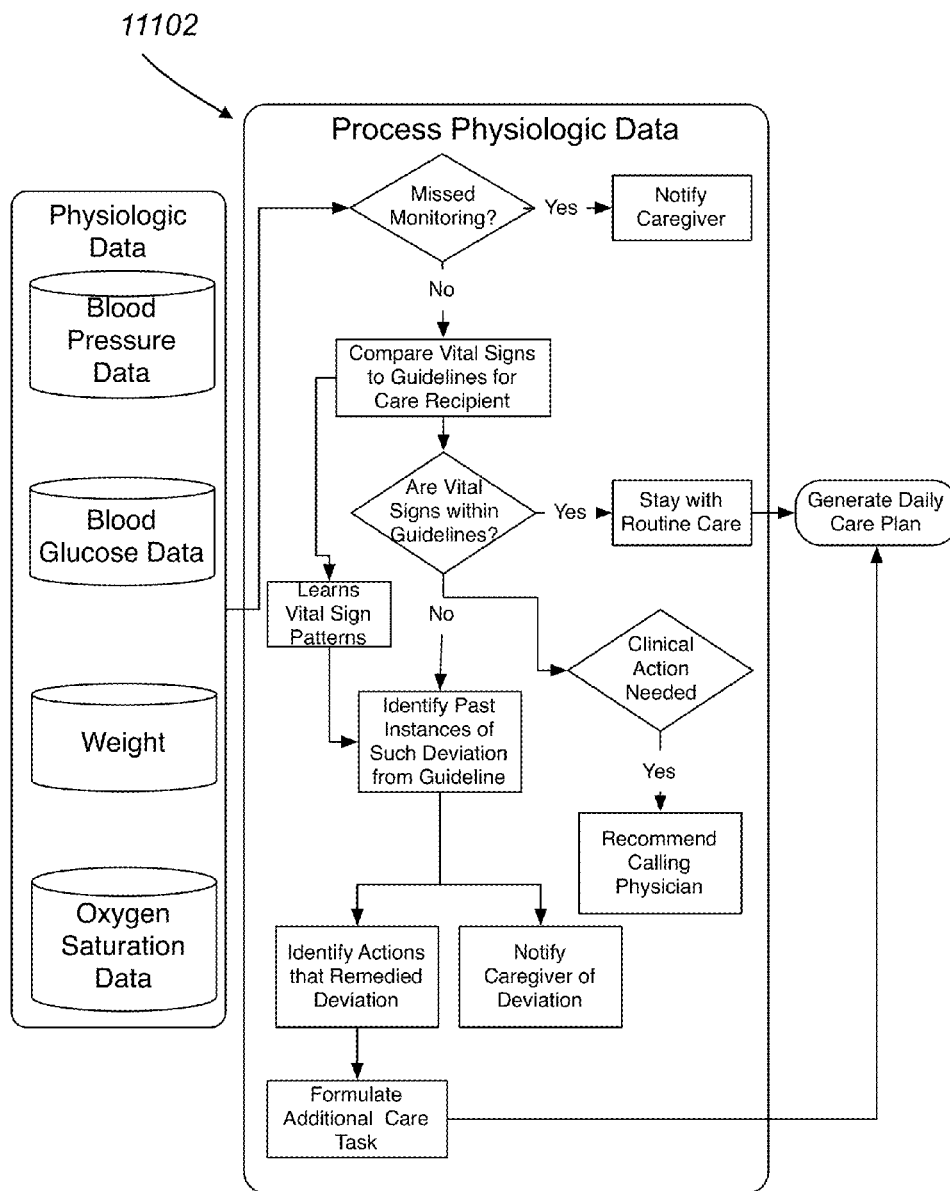 11102
Process Physiologic Data
Physiologic
Data
Blood
Pressure
Data
Blood
Glucose Data
Weight
Oxygen
Saturation
Data
Missed
Monitoring?
Yes
Notify
Caregiver
No
Compare Vital Signs
to Guidelines for
Care Recipient
Are Vital
Signs within
Guidelines?
Yes
Stay with
Routine Care
Generate Daily
Care Plan
Learns
Vital Sign
Patterns
No
Clinical
Action
Needed
Identify Past
Instances of
Such Deviation
from Guideline
Yes
Recommend
Calling
Physician
Identify Actions
that Remedied
Deviation
Notify
Caregiver of
Deviation
Formulate
Additional Care
Task